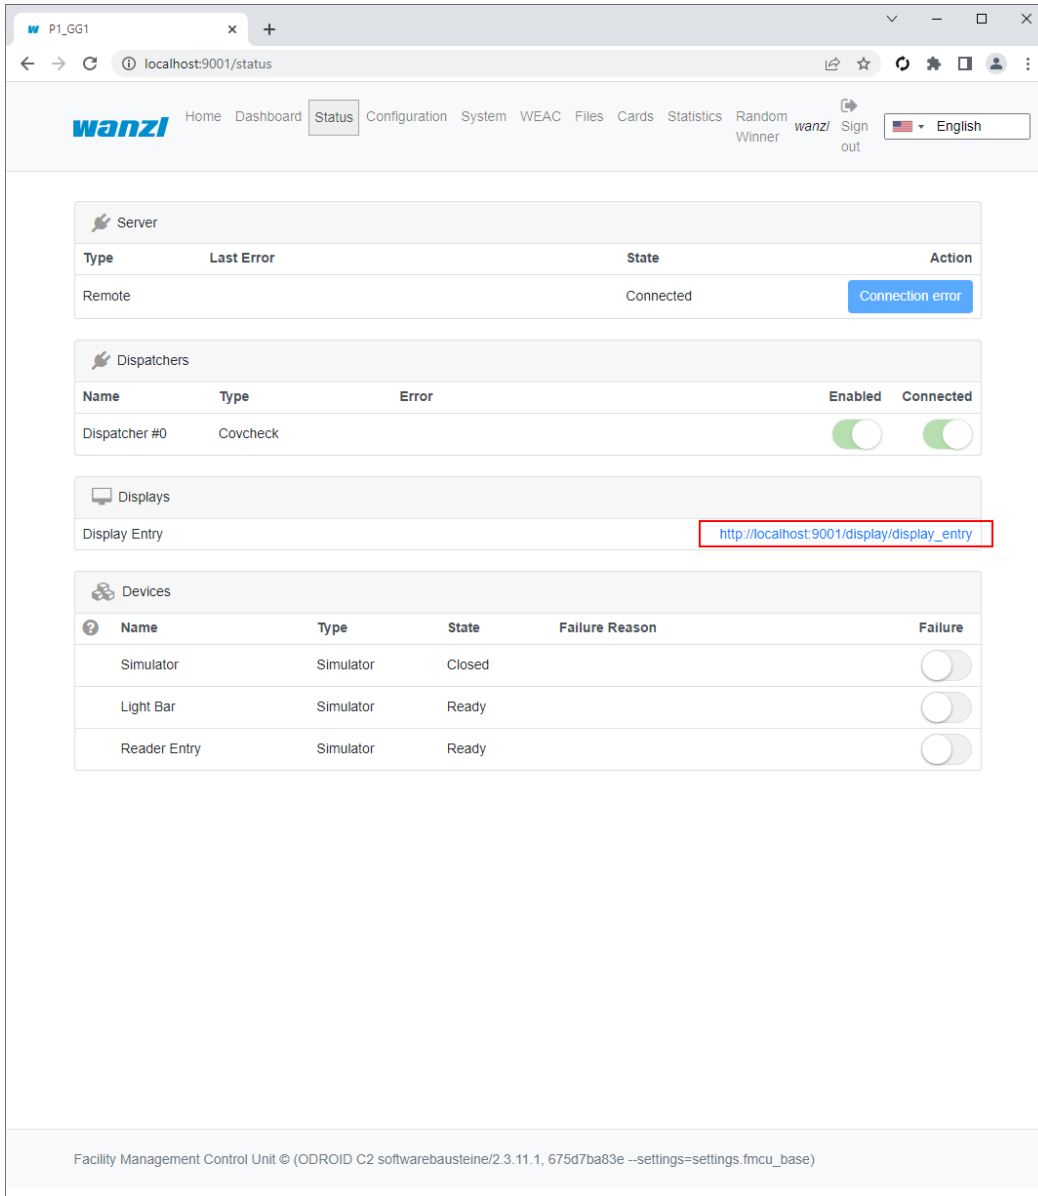 P1_GG1
localhost:9001/status
wanzl Home Dashboard Status Configuration System WEAC Files Cards Statistics Random Winner wanzl Sign out English
Server
Type Last Error State Action
Remote Connected Connection error
Dispatchers
Name Type Error Enabled Connected
Dispatcher #0 Covcheck
Displays
Display Entry http://localhost:9001/display/display_entry
Devices
Name Type State Failure Reason Failure
Simulator Simulator Closed
Light Bar Simulator Ready
Reader Entry Simulator Ready
Facility Management Control Unit © (ODROID C2 softwarebausteine/2.3.11.1, 675d7ba83e --settings=settings.fmcu_base)